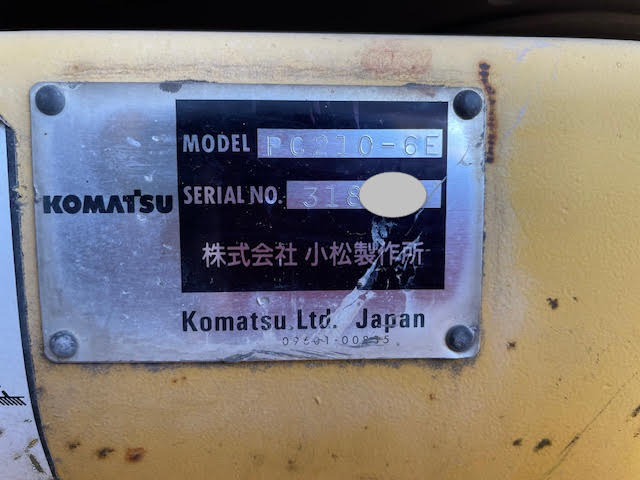 MODEL PC210-6E
KOMATSU
SERIAL NO. 318
株式会社 小松製作所
Komatsu Ltd. Japan